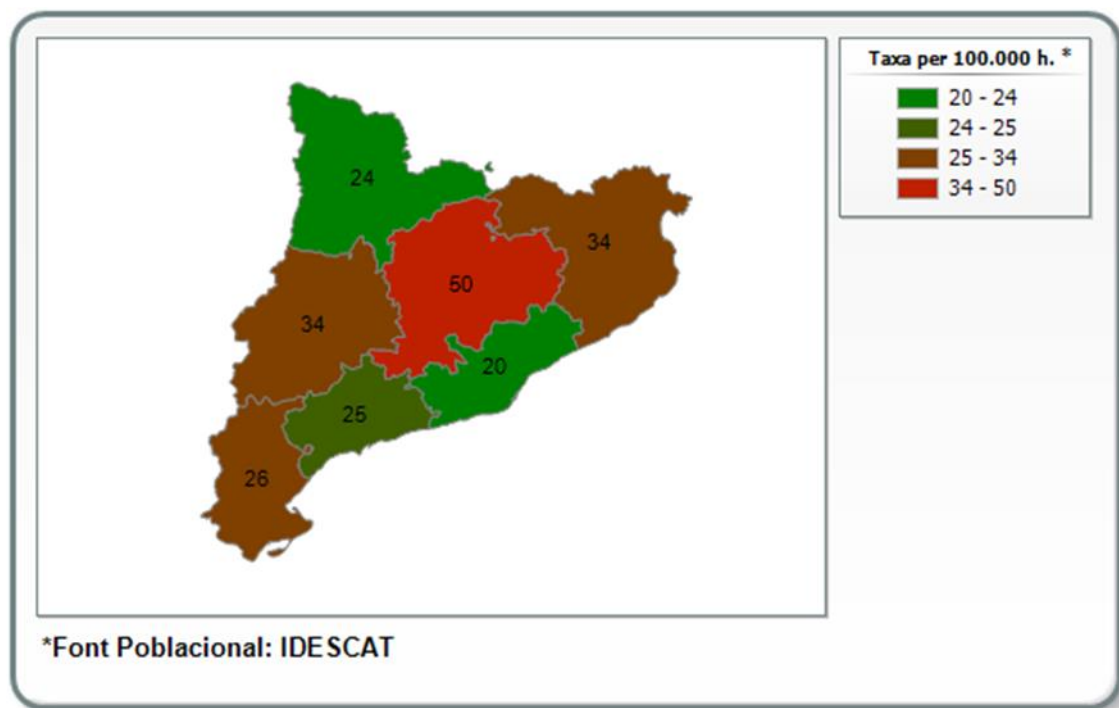 Taxa per 100.000 h. *
20 - 24
24 - 25
25 - 34
34 - 50
24
34
50
34
20
25
26
*Font Poblacional: IDESCAT